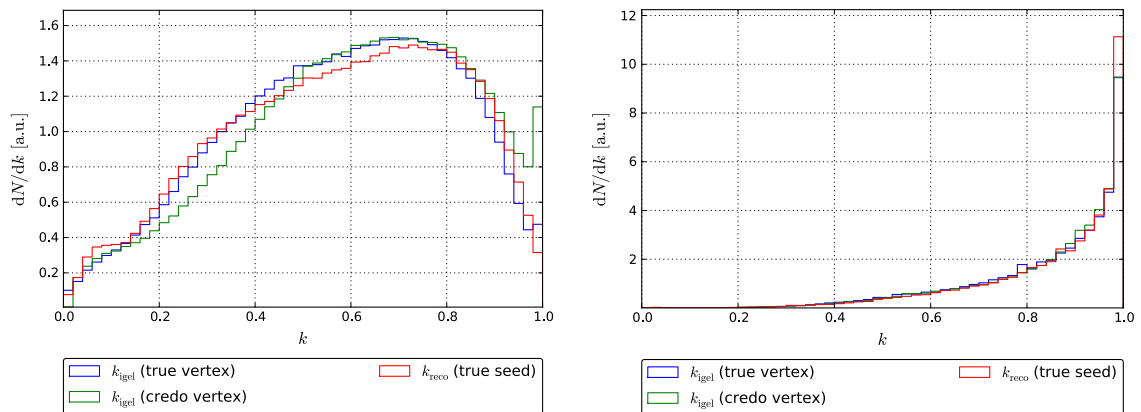 1.6
1.4
1.2
1.0
0.8
0.6
0.4
0.2
dN/dk [a.u.]
0.0 0.2 0.4 0.6 0.8 1.0
k
k_igel (true vertex)
k_reco (true seed)
k_igel (credo vertex)
12
10
8
6
4
2
dN/dk [a.u.]
0.0 0.2 0.4 0.6 0.8 1.0
k
k_igel (true vertex)
k_reco (true seed)
k_igel (credo vertex)